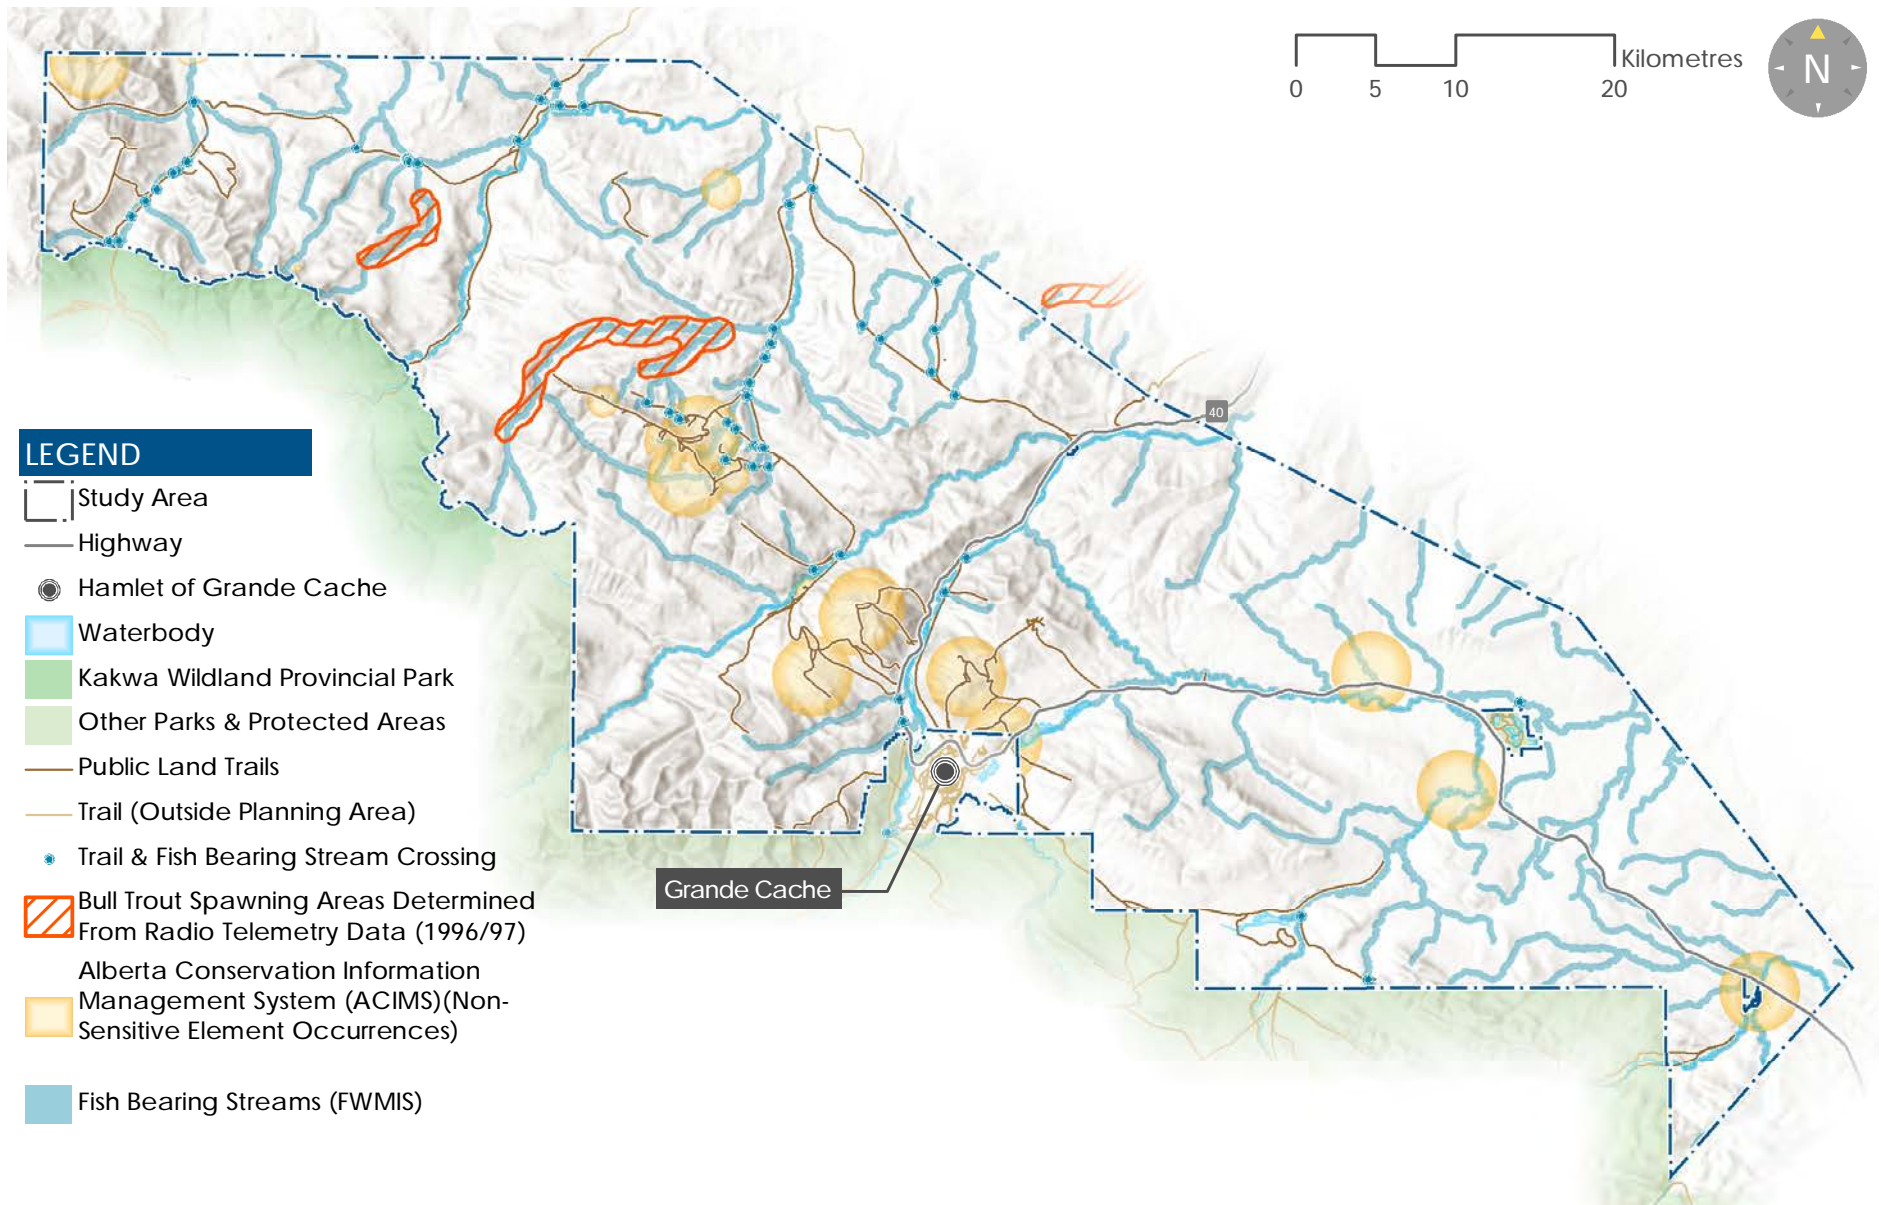 Kilometres
0 5 10 20
N
40
LEGEND
Study Area
Highway
Hamlet of Grande Cache
Waterbody
Kakwa Wildland Provincial Park
Other Parks & Protected Areas
Public Land Trails
Trail (Outside Planning Area)
Trail & Fish Bearing Stream Crossing
Bull Trout Spawning Areas Determined
From Radio Telemetry Data (1996/97)
Alberta Conservation Information
Management System (ACIMS)(Non-
Sensitive Element Occurrences)
Fish Bearing Streams (FWMIS)
Grande Cache